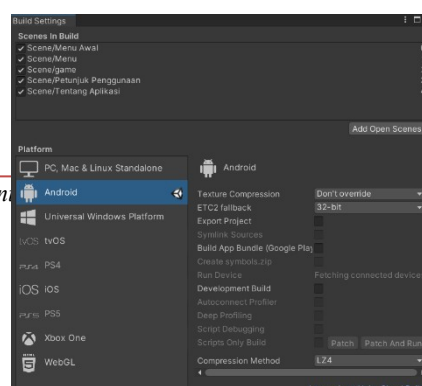 Build Settings
Scenes In Build
Scene/Menu Awal
Scene/Menu
Scene/game
Scene/Petunjuk Penggunaan
Scene/Tentang Aplikasi
Add Open Scenes
Platform
PC, Mac & Linux Standalone
Android
Universal Windows Platform
tvOS tvOS
PS4 PS4
iOS iOS
PS5 PS5
Xbox One
WebGL
Android
Texture Compression Don't override
ETC2 fallback 32-bit
Export Project
Symlink Sources
Build App Bundle (Google Play
Create symbols.zip
Run Device Fetching connected device
Development Build
Autoconnect Profiler
Deep Profiling
Script Debugging
Scripts Only Build Patch Patch And Run
Compression Method LZ4